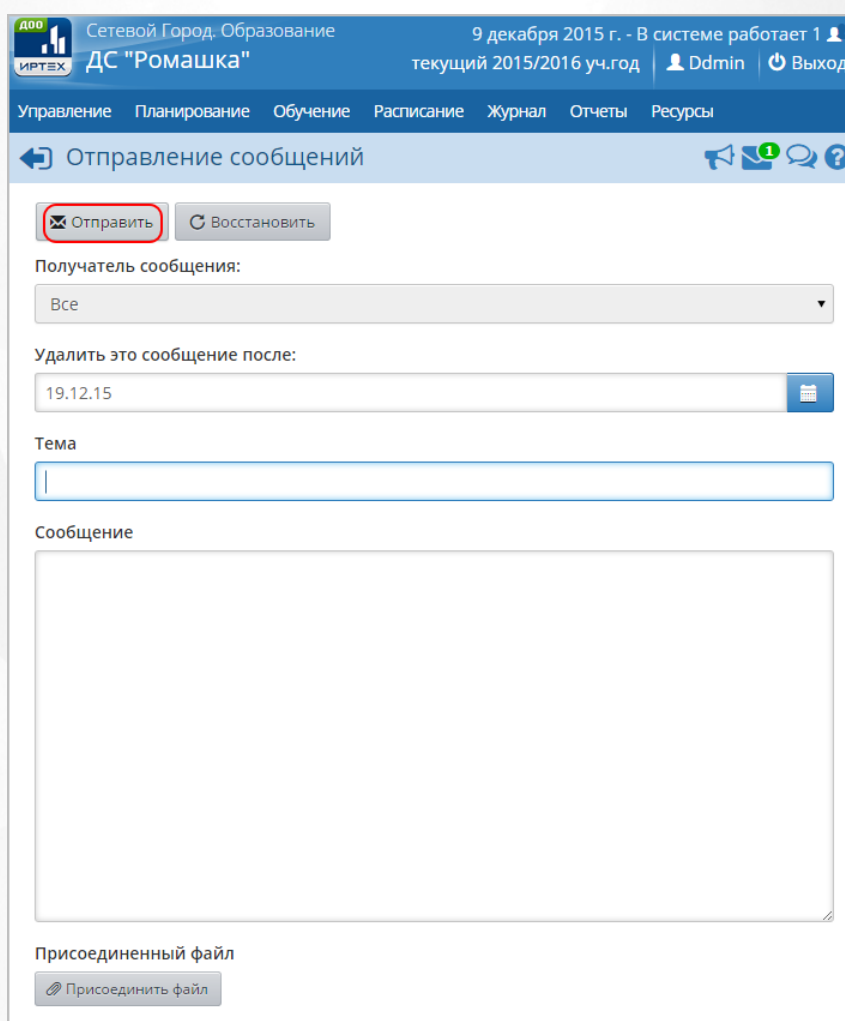 ДОО
ИРТЕХ
Сетевой Город. Образование
ДС "Ромашка"
9 декабря 2015 г. - В системе работает 1
текущий 2015/2016 уч.год
Ddmin
Выход
Управление Планирование Обучение Расписание Журнал Отчеты Ресурсы
Отправление сообщений
1
?
Отправить
Восстановить
Получатель сообщения:
Все
Удалить это сообщение после:
19.12.15
Тема
Сообщение
Присоединенный файл
Присоединить файл